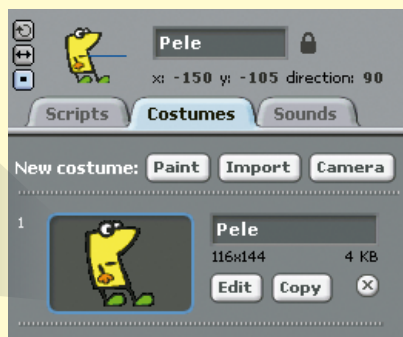 Pele
x: -150 y: -105 direction: 90
Scripts Costumes Sounds
New costume: Paint Import Camera
1
Pele
116x144 4 KB
Edit Copy